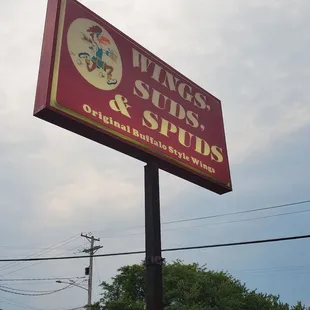 WINGS,
SUDS,
& SPUDS
Original Buffalo Style Wings